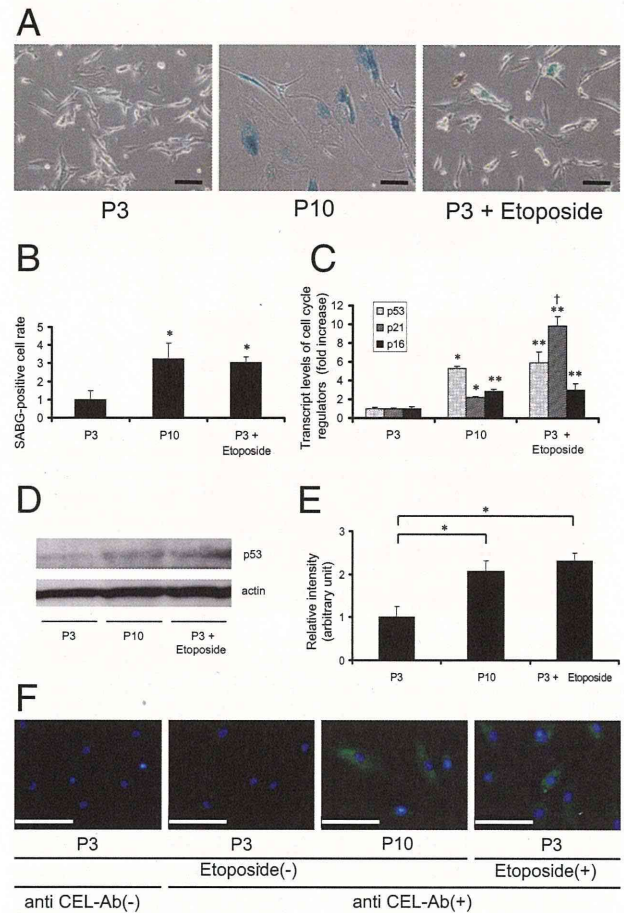 A
P3 P10 P3 + Etoposide
B
SABG-positive cell rate
5
4
3
2
1
0
*
*
P3 P10 P3 +
Etoposide
C
Transcript levels of cell cycle
regulators (fold increase)
12
10
8
6
4
2
0
p53
p21
p16
*
*
**
**
†
**
**
P3 P10 P3 +
Etoposide
D
p53
actin
P3 P10 P3 +
Etoposide
E
Relative intensity
(arbitrary unit)
3
2
1
0
*
*
P3 P10 P3 + Etoposide
F
P3 P3 P10 P3
Etoposide(-) Etoposide(+)
anti CEL-Ab(-) anti CEL-Ab(+)